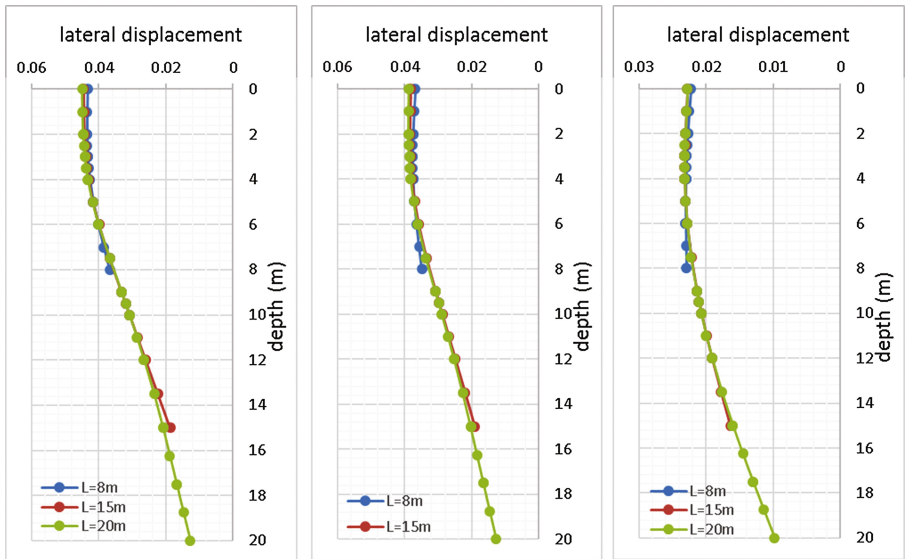 lateral displacement
0.06 0.04 0.02 0
0
2
4
6
8
10
12
14
16
18
20
depth (m)
L=8m
L=15m
L=20m
lateral displacement
0.06 0.04 0.02 0
0
2
4
6
8
10
12
14
16
18
20
depth (m)
L=8m
L=15m
lateral displacement
0.03 0.02 0.01 0
0
2
4
6
8
10
12
14
16
18
20
depth (m)
L=8m
L=15m
L=20m